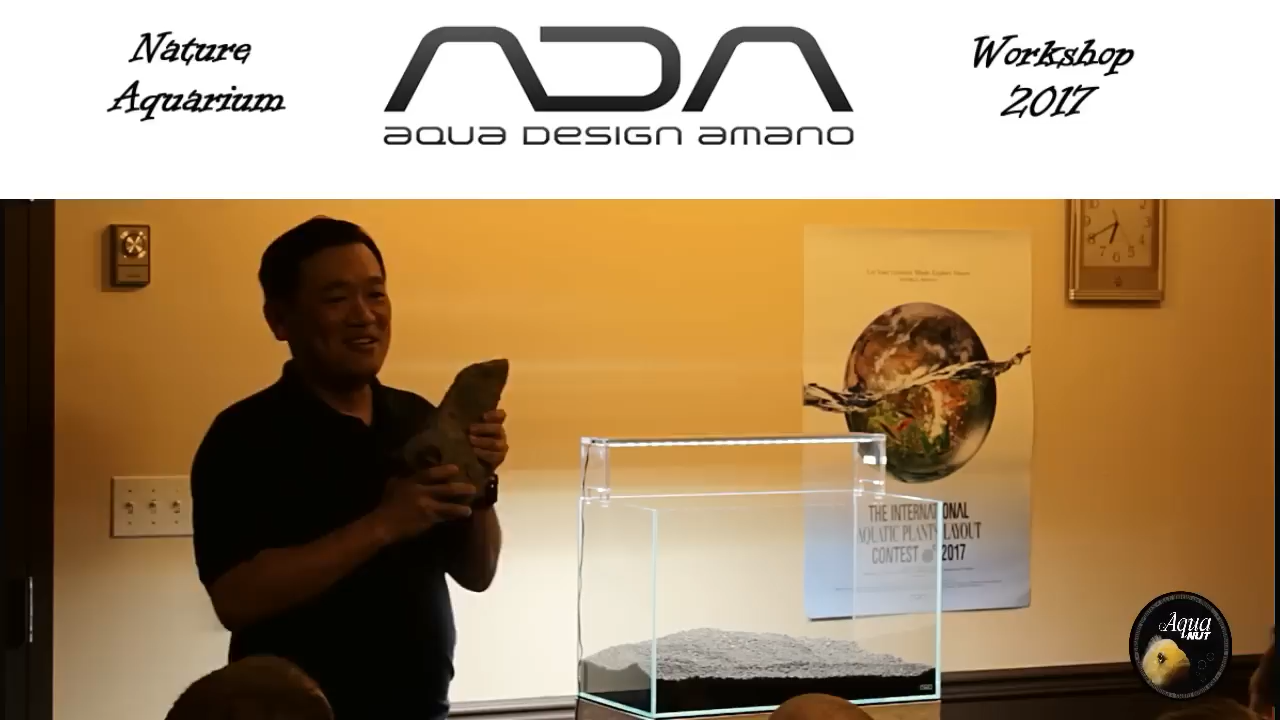 Nature
Aquarium
ADA
AQUA DESIGN AMANO
Workshop
2017
THE INTERNATIONAL
AQUATIC PLANTS LAYOUT
CONTEST 2017
Aqua
NUT